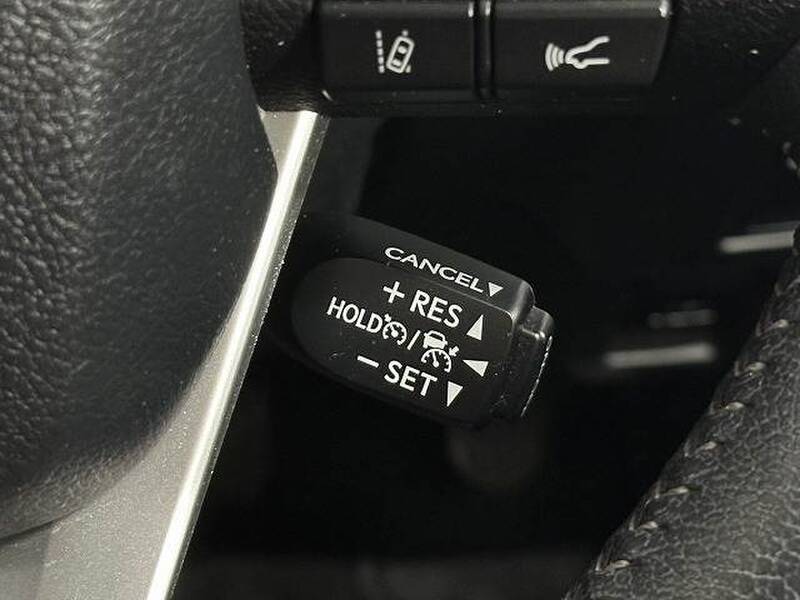 CANCEL▼
+ RES ▲
HOLD / ◀
− SET ▼